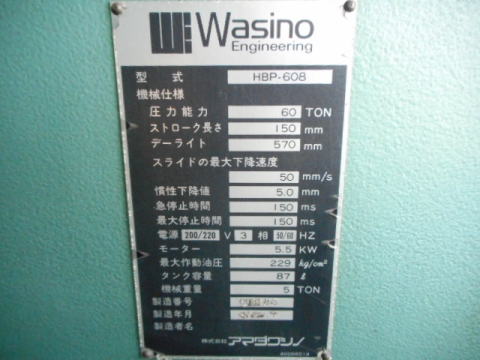 Wasino
Engineering
型式 HBP-608
機械仕様
圧力能力 60 TON
ストローク長さ 150 mm
デーライト 570 mm
スライドの最大下降速度
50 mm/s
慣性下降値 5.0 mm
急停止時間 150 ms
最大停止時間 150 ms
電源 200/220 V 3 相 50/60 HZ
モーター 5.5 KW
最大作動油圧 229 kg/cm²
タンク容量 87 ℓ
機械重量 5 TON
製造番号
製造年月
製造者名
株式会社 アマダワシノ